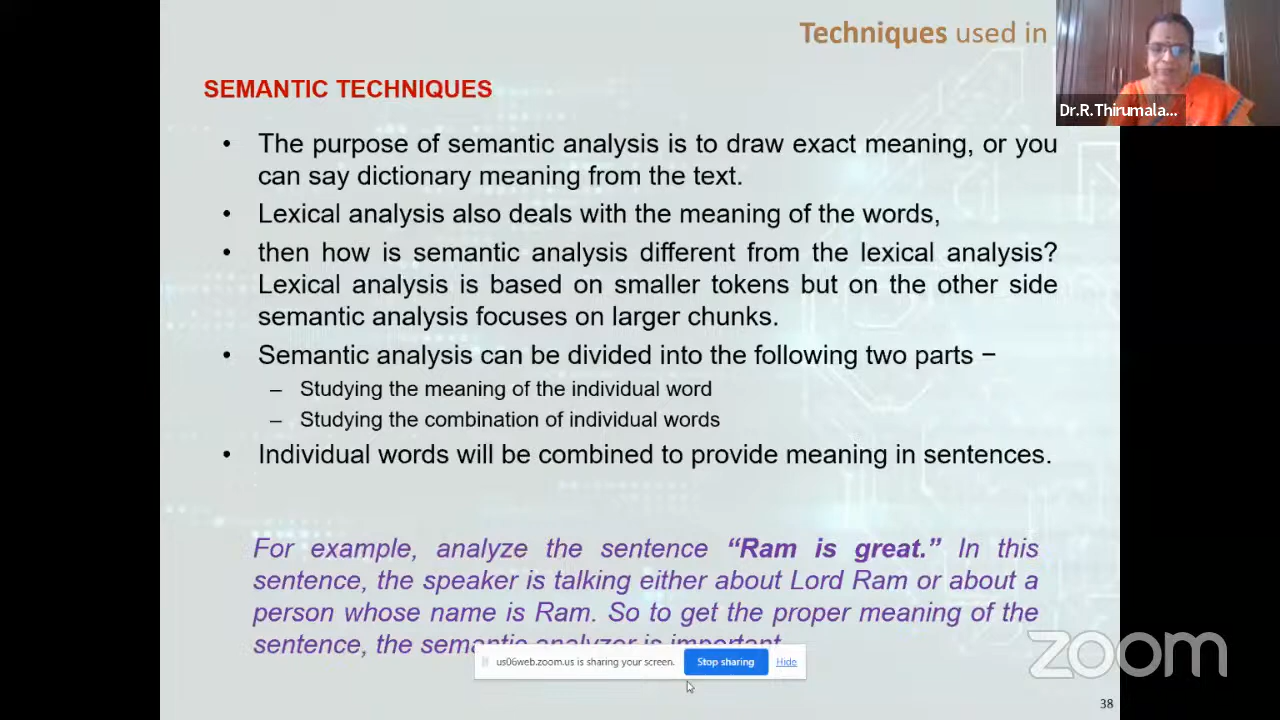 Techniques used in
Dr.R.Thirumala...
SEMANTIC TECHNIQUES
• The purpose of semantic analysis is to draw exact meaning, or you
can say dictionary meaning from the text.
• Lexical analysis also deals with the meaning of the words,
• then how is semantic analysis different from the lexical analysis?
Lexical analysis is based on smaller tokens but on the other side
semantic analysis focuses on larger chunks.
• Semantic analysis can be divided into the following two parts −
– Studying the meaning of the individual word
– Studying the combination of individual words
• Individual words will be combined to provide meaning in sentences.
For example, analyze the sentence “Ram is great.” In this
sentence, the speaker is talking either about Lord Ram or about a
person whose name is Ram. So to get the proper meaning of the
sentence, the semantic analyzer is important.
us06web.zoom.us is sharing your screen.
Stop sharing
Hide
zoom
38